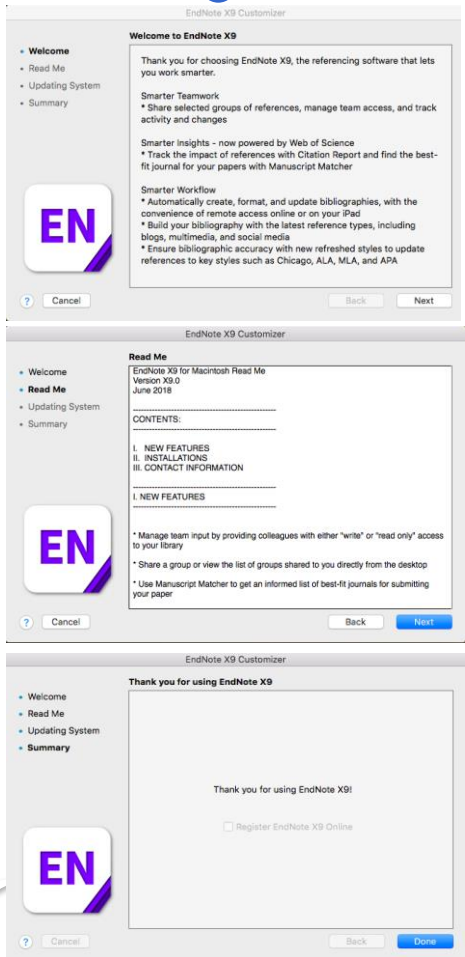 EndNote X9 Customizer
Welcome to EndNote X9
Welcome
Read Me
Updating System
Summary
Thank you for choosing EndNote X9, the referencing software that lets
you work smarter.
Smarter Teamwork
* Share selected groups of references, manage team access, and track
activity and changes
Smarter Insights - now powered by Web of Science
* Track the impact of references with Citation Report and find the best-
fit journal for your papers with Manuscript Matcher
Smarter Workflow
* Automatically create, format, and update bibliographies, with the
convenience of remote access online or on your iPad
* Build your bibliography with the latest reference types, including
blogs, multimedia, and social media
* Ensure bibliographic accuracy with new refreshed styles to update
references to key styles such as Chicago, ALA, MLA, and APA
EN
? Cancel Back Next
EndNote X9 Customizer
Read Me
Welcome
Read Me
Updating System
Summary
EndNote X9 for Macintosh Read Me
Version X9.0
June 2018
CONTENTS:
I. NEW FEATURES
II. INSTALLATIONS
III. CONTACT INFORMATION
I. NEW FEATURES
* Manage team input by providing colleagues with either "write" or "read only" access
to your library
* Share a group or view the list of groups shared to you directly from the desktop
* Use Manuscript Matcher to get an informed list of best-fit journals for submitting
your paper
EN
? Cancel Back Next
EndNote X9 Customizer
Thank you for using EndNote X9
Welcome
Read Me
Updating System
Summary
Thank you for using EndNote X9!
Register EndNote X9 Online
EN
? Cancel Back Done